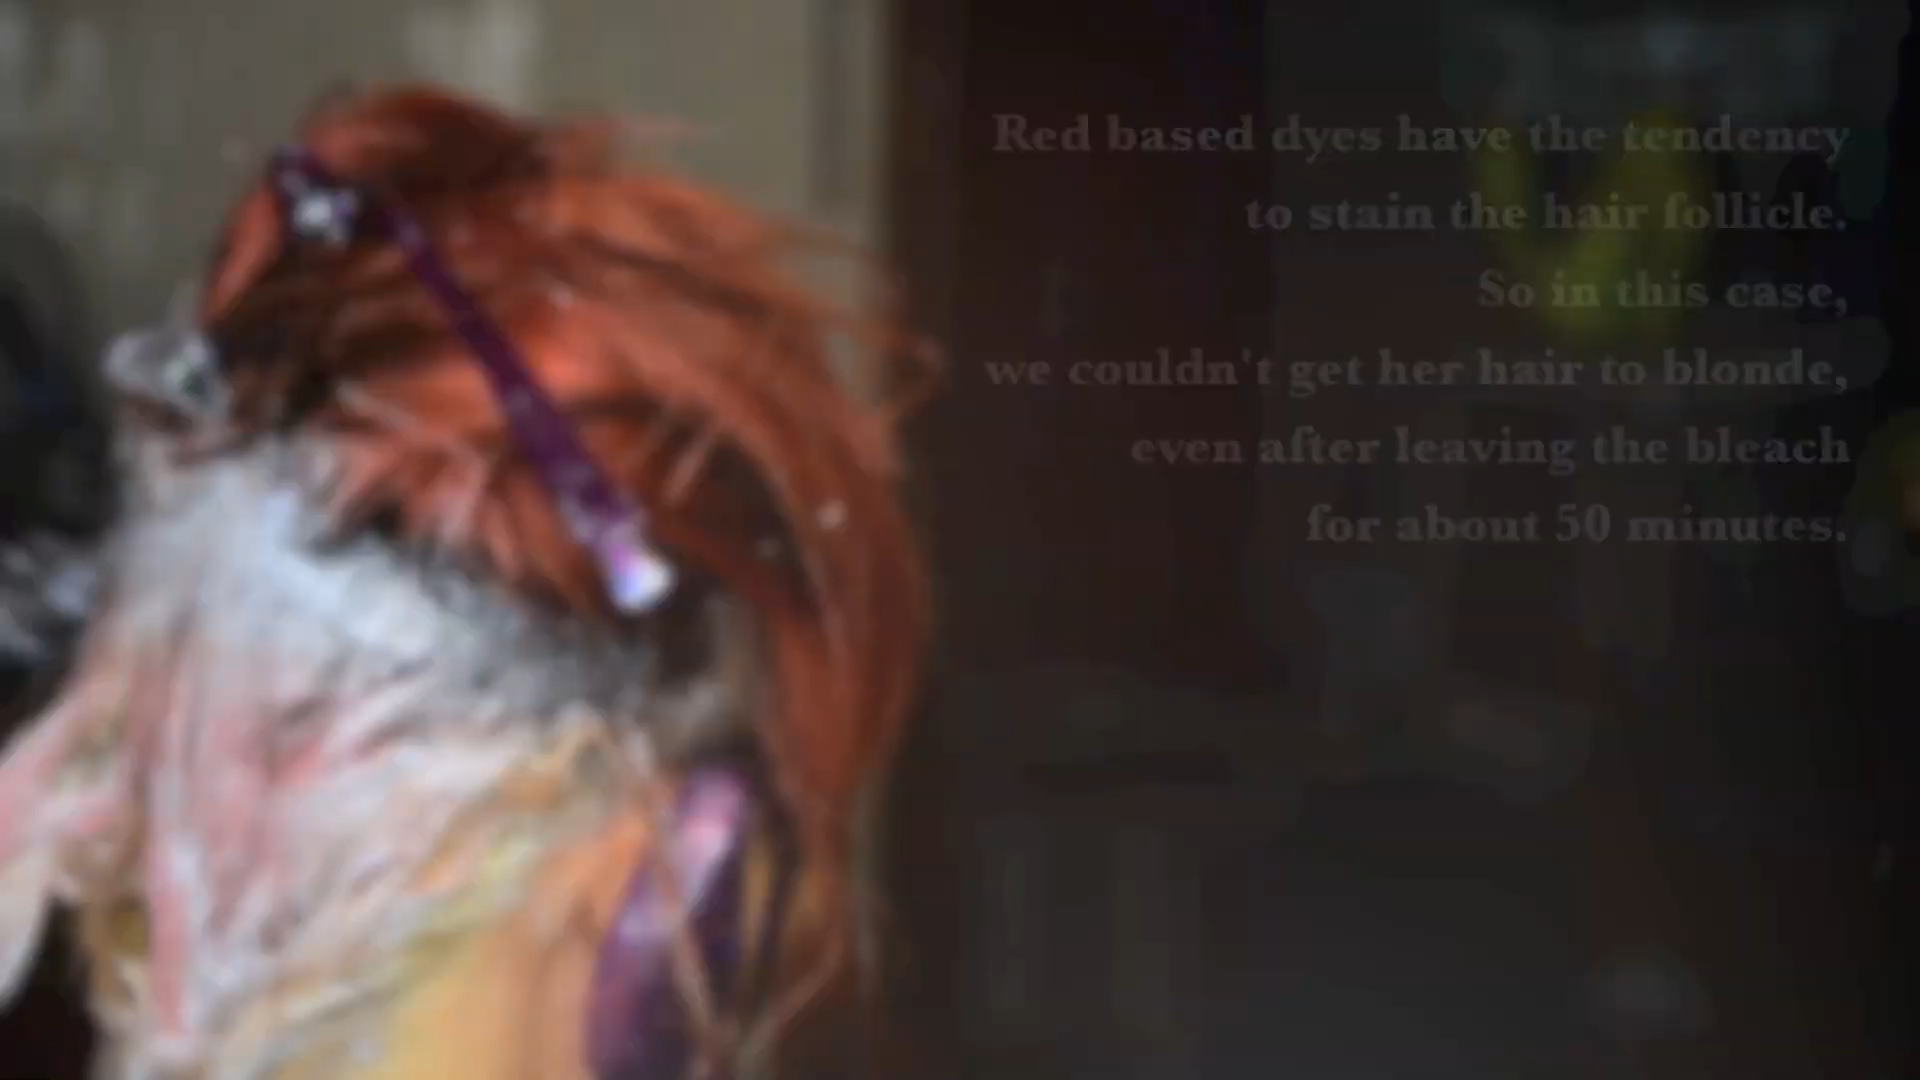 Red based dyes have the tendency
to stain the hair follicle.
So in this case,
we couldn't get her hair to blonde,
even after leaving the bleach
for about 50 minutes.